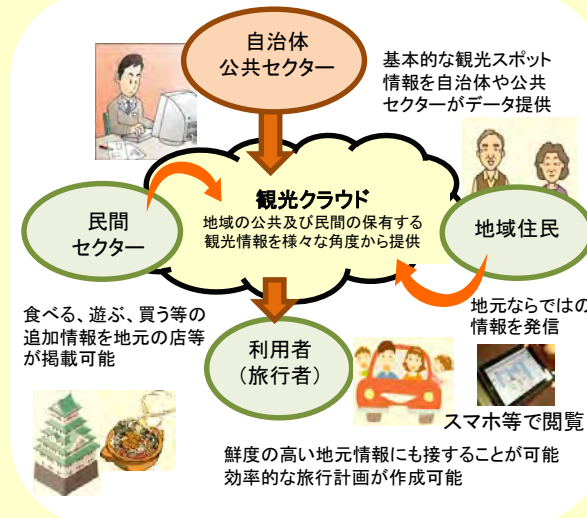 自治体
公共セクター
基本的な観光スポット
情報を自治体や公共
セクターがデータ提供
観光クラウド
地域の公共及び民間の保有する
観光情報を様々な角度から提供
民間
セクター
地域住民
食べる、遊ぶ、買う等の
追加情報を地元の店等
が掲載可能
地元ならではの
情報を発信
利用者
（旅行者）
スマホ等で閲覧
鮮度の高い地元情報にも接することが可能
効率的な旅行計画が作成可能